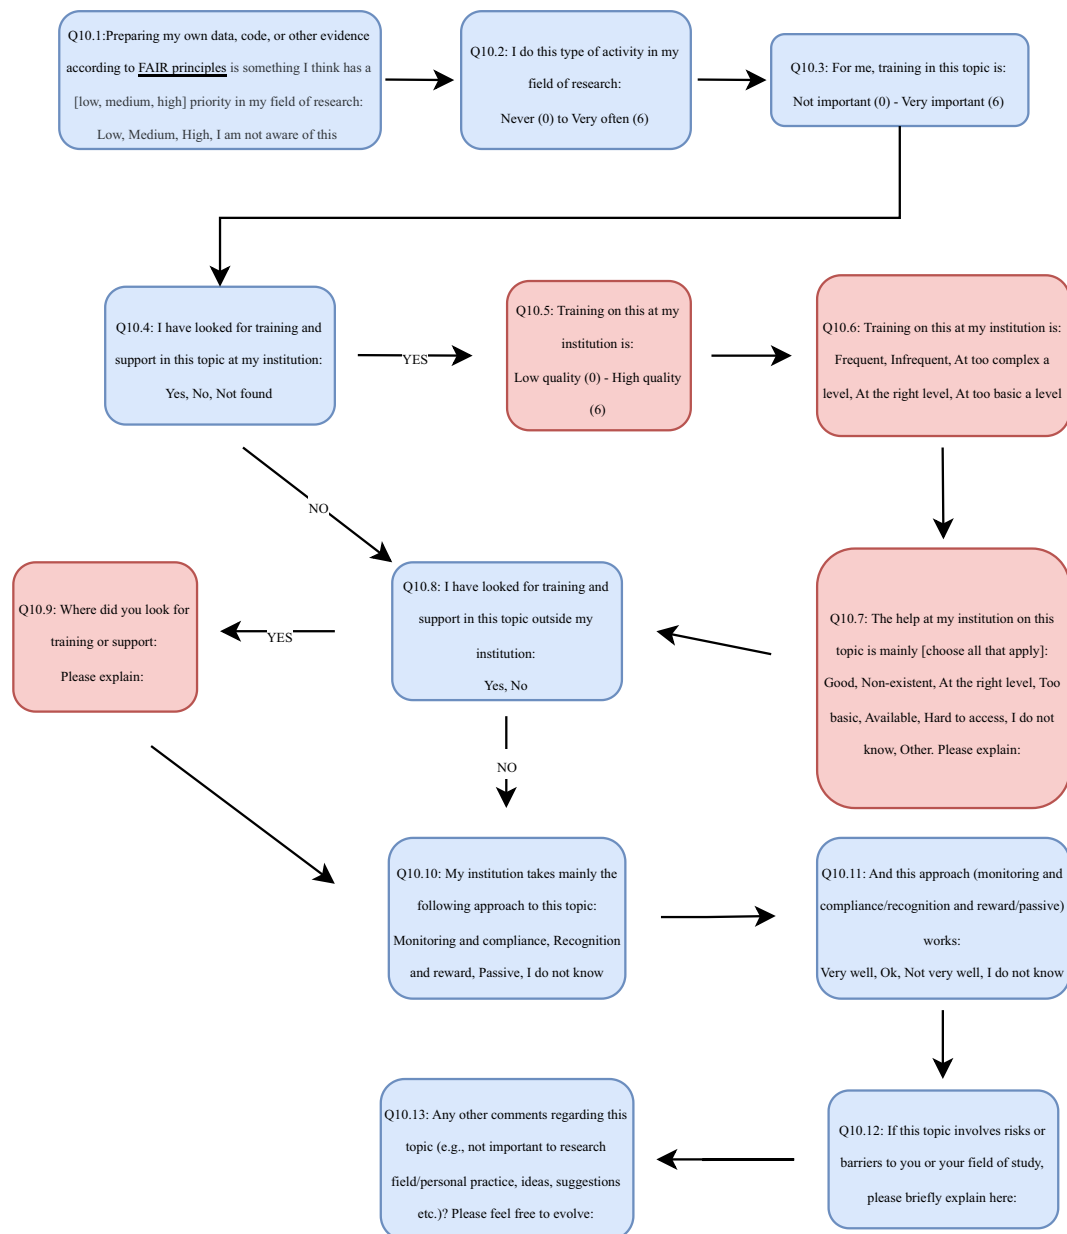 Q10.1:Preparing my own data, code, or other evidence
according to FAIR principles is something I think has a
[low, medium, high] priority in my field of research:
Low, Medium, High, I am not aware of this
Q10.2: I do this type of activity in my
field of research:
Never (0) to Very often (6)
Q10.3: For me, training in this topic is:
Not important (0) - Very important (6)
Q10.4: I have looked for training and
support in this topic at my institution:
Yes, No, Not found
YES
Q10.5: Training on this at my
institution is:
Low quality (0) - High quality
(6)
Q10.6: Training on this at my institution is:
Frequent, Infrequent, At too complex a
level, At the right level, At too basic a level
NO
Q10.9: Where did you look for
training or support:
Please explain:
YES
Q10.8: I have looked for training and
support in this topic outside my
institution:
Yes, No
Q10.7: The help at my institution on this
topic is mainly [choose all that apply]:
Good, Non-existent, At the right level, Too
basic, Available, Hard to access, I do not
know, Other. Please explain:
NO
Q10.10: My institution takes mainly the
following approach to this topic:
Monitoring and compliance, Recognition
and reward, Passive, I do not know
Q10.11: And this approach (monitoring and
compliance/recognition and reward/passive)
works:
Very well, Ok, Not very well, I do not know
Q10.13: Any other comments regarding this
topic (e.g., not important to research
field/personal practice, ideas, suggestions
etc.)? Please feel free to evolve:
Q10.12: If this topic involves risks or
barriers to you or your field of study,
please briefly explain here: